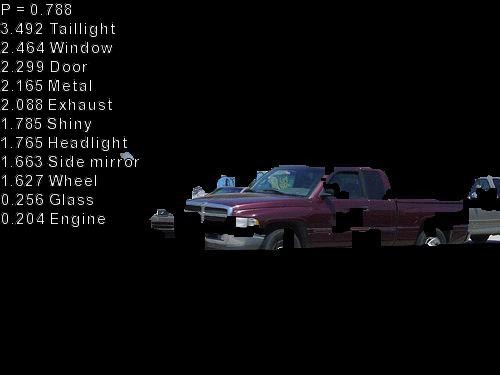 P = 0.788
3.492 Taillight
2.464 Window
2.299 Door
2.165 Metal
2.088 Exhaust
1.785 Shiny
1.765 Headlight
1.663 Side mirror
1.627 Wheel
0.256 Glass
0.204 Engine